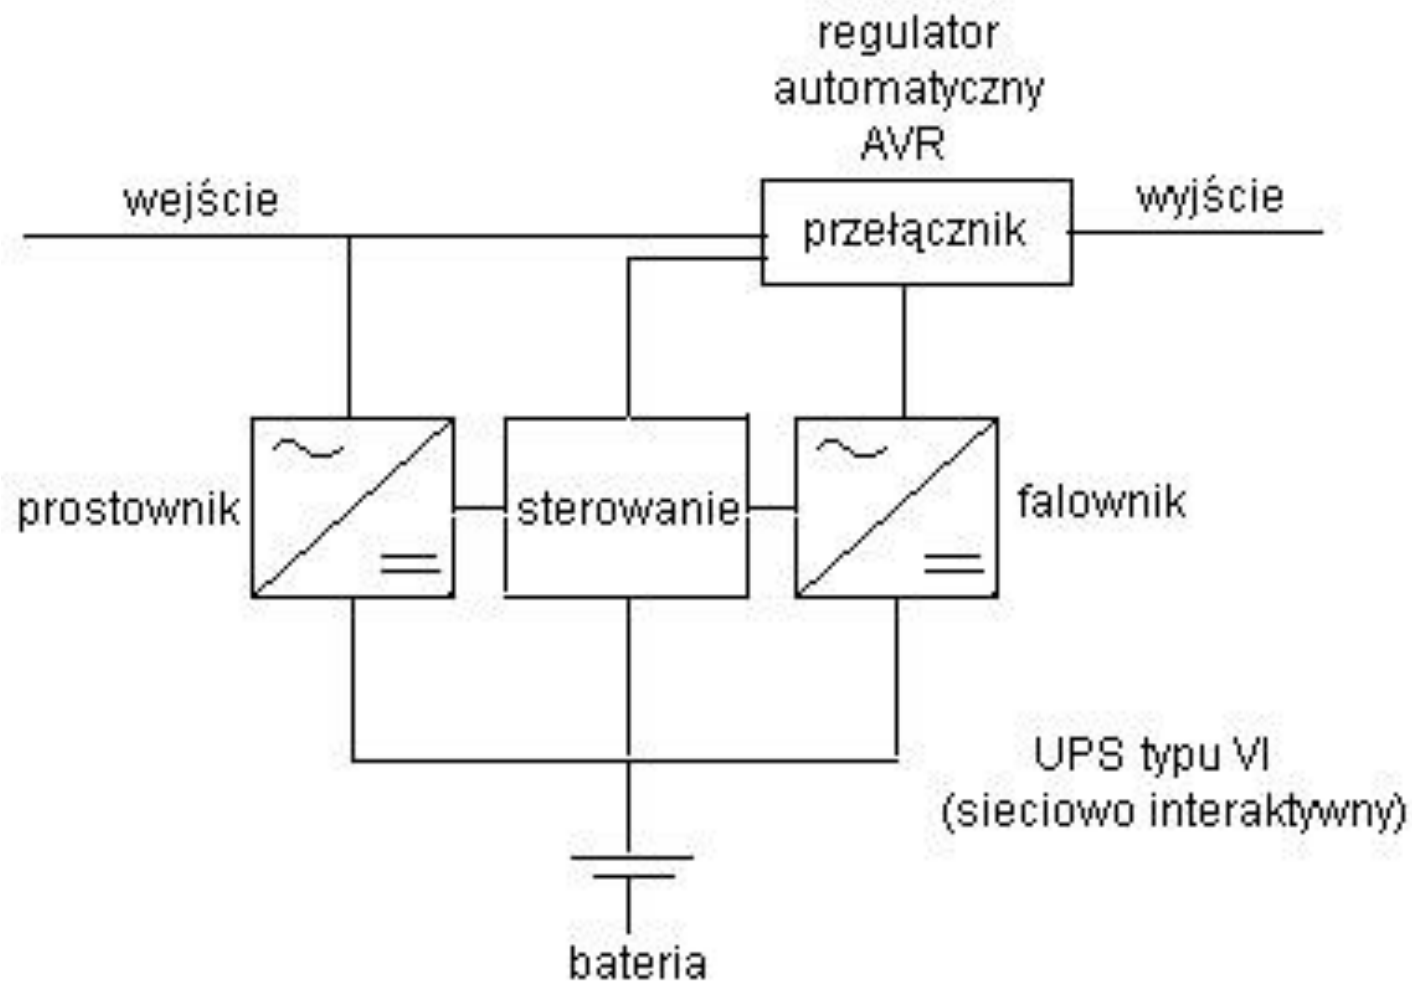 regulator
automatyczny
AVR
wejście
przełącznik
wyjście
prostownik
sterowanie
falownik
UPS typu VI
(sieciowo interaktywny)
bateria